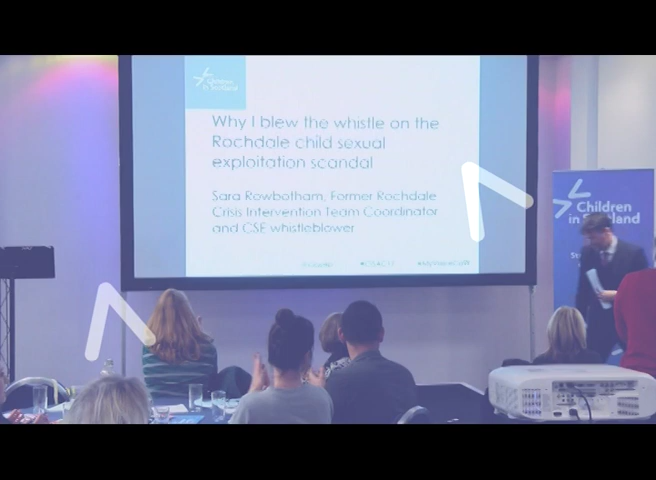 Children
in Scotland
Why I blew the whistle on the
Rochdale child sexual
exploitation scandal
Sara Rowbotham, Former Rochdale
Crisis Intervention Team Coordinator
and CSE whistleblower
Children
in Scotland